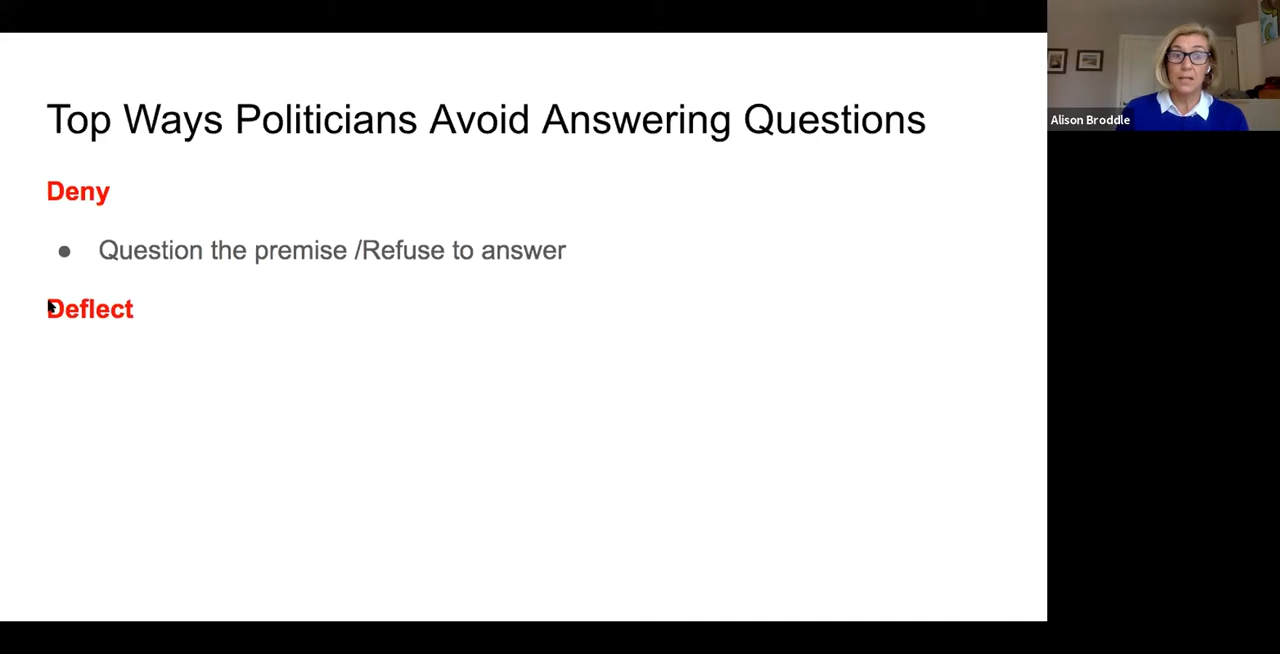 Top Ways Politicians Avoid Answering Questions
Deny
● Question the premise /Refuse to answer
Deflect
Alison Broddle